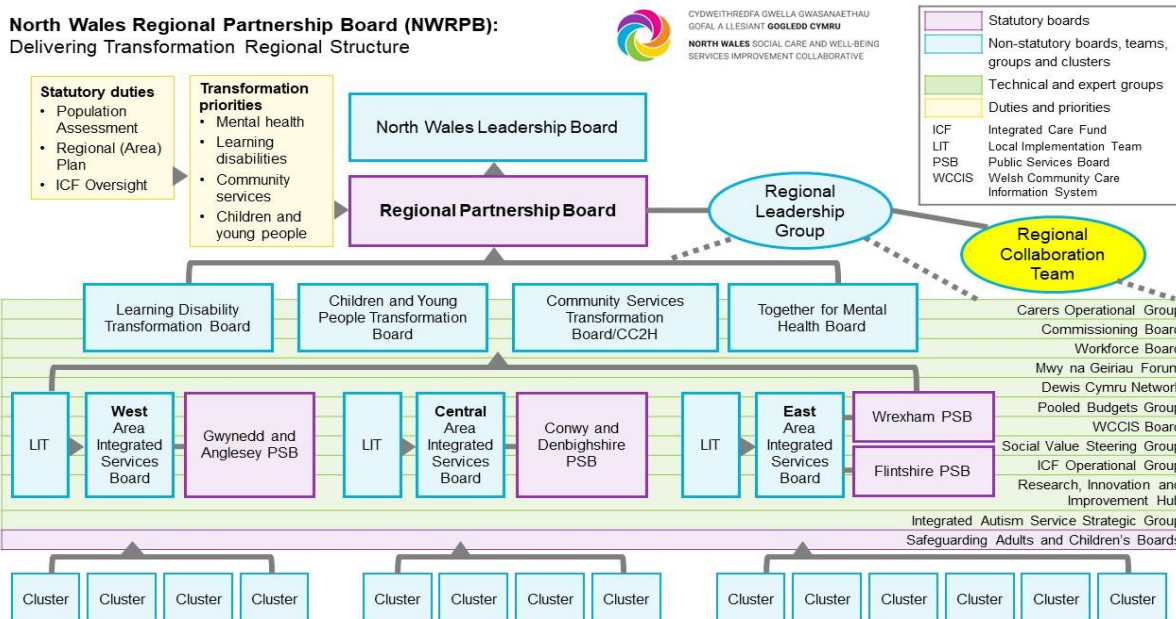 North Wales Regional Partnership Board (NWRPB):
Delivering Transformation Regional Structure
CYDWEITHREDFA GWELLA GWASANAETHAU
GOFAL A LLESIANT GOGLEDD CYMRU
NORTH WALES SOCIAL CARE AND WELL-BEING
SERVICES IMPROVEMENT COLLABORATIVE
Statutory boards
Non-statutory boards, teams,
groups and clusters
Technical and expert groups
Duties and priorities
ICF Integrated Care Fund
LIT Local Implementation Team
PSB Public Services Board
WCCIS Welsh Community Care
Information System
Statutory duties
• Population
Assessment
• Regional (Area)
Plan
• ICF Oversight
Transformation
priorities
• Mental health
• Learning
disabilities
• Community
services
• Children and
young people
North Wales Leadership Board
Regional Partnership Board
Regional
Leadership
Group
Regional
Collaboration
Team
Learning Disability
Transformation Board
Children and Young
People Transformation
Board
Community Services
Transformation
Board/CC2H
Together for Mental
Health Board
Carers Operational Group
Commissioning Board
Workforce Board
Mwy na Geiriau Forum
Dewis Cymru Network
Pooled Budgets Group
WCCIS Board
Social Value Steering Group
ICF Operational Group
Research, Innovation and
Improvement Hub
Integrated Autism Service Strategic Group
Safeguarding Adults and Children's Boards
LIT
West
Area
Integrated
Services
Board
Gwynedd and
Anglesey PSB
LIT
Central
Area
Integrated
Services
Board
Conwy and
Denbighshire
PSB
LIT
East
Area
Integrated
Services
Board
Wrexham PSB
Flintshire PSB
Cluster
Cluster
Cluster
Cluster
Cluster
Cluster
Cluster
Cluster
Cluster
Cluster
Cluster
Cluster
Cluster
Cluster